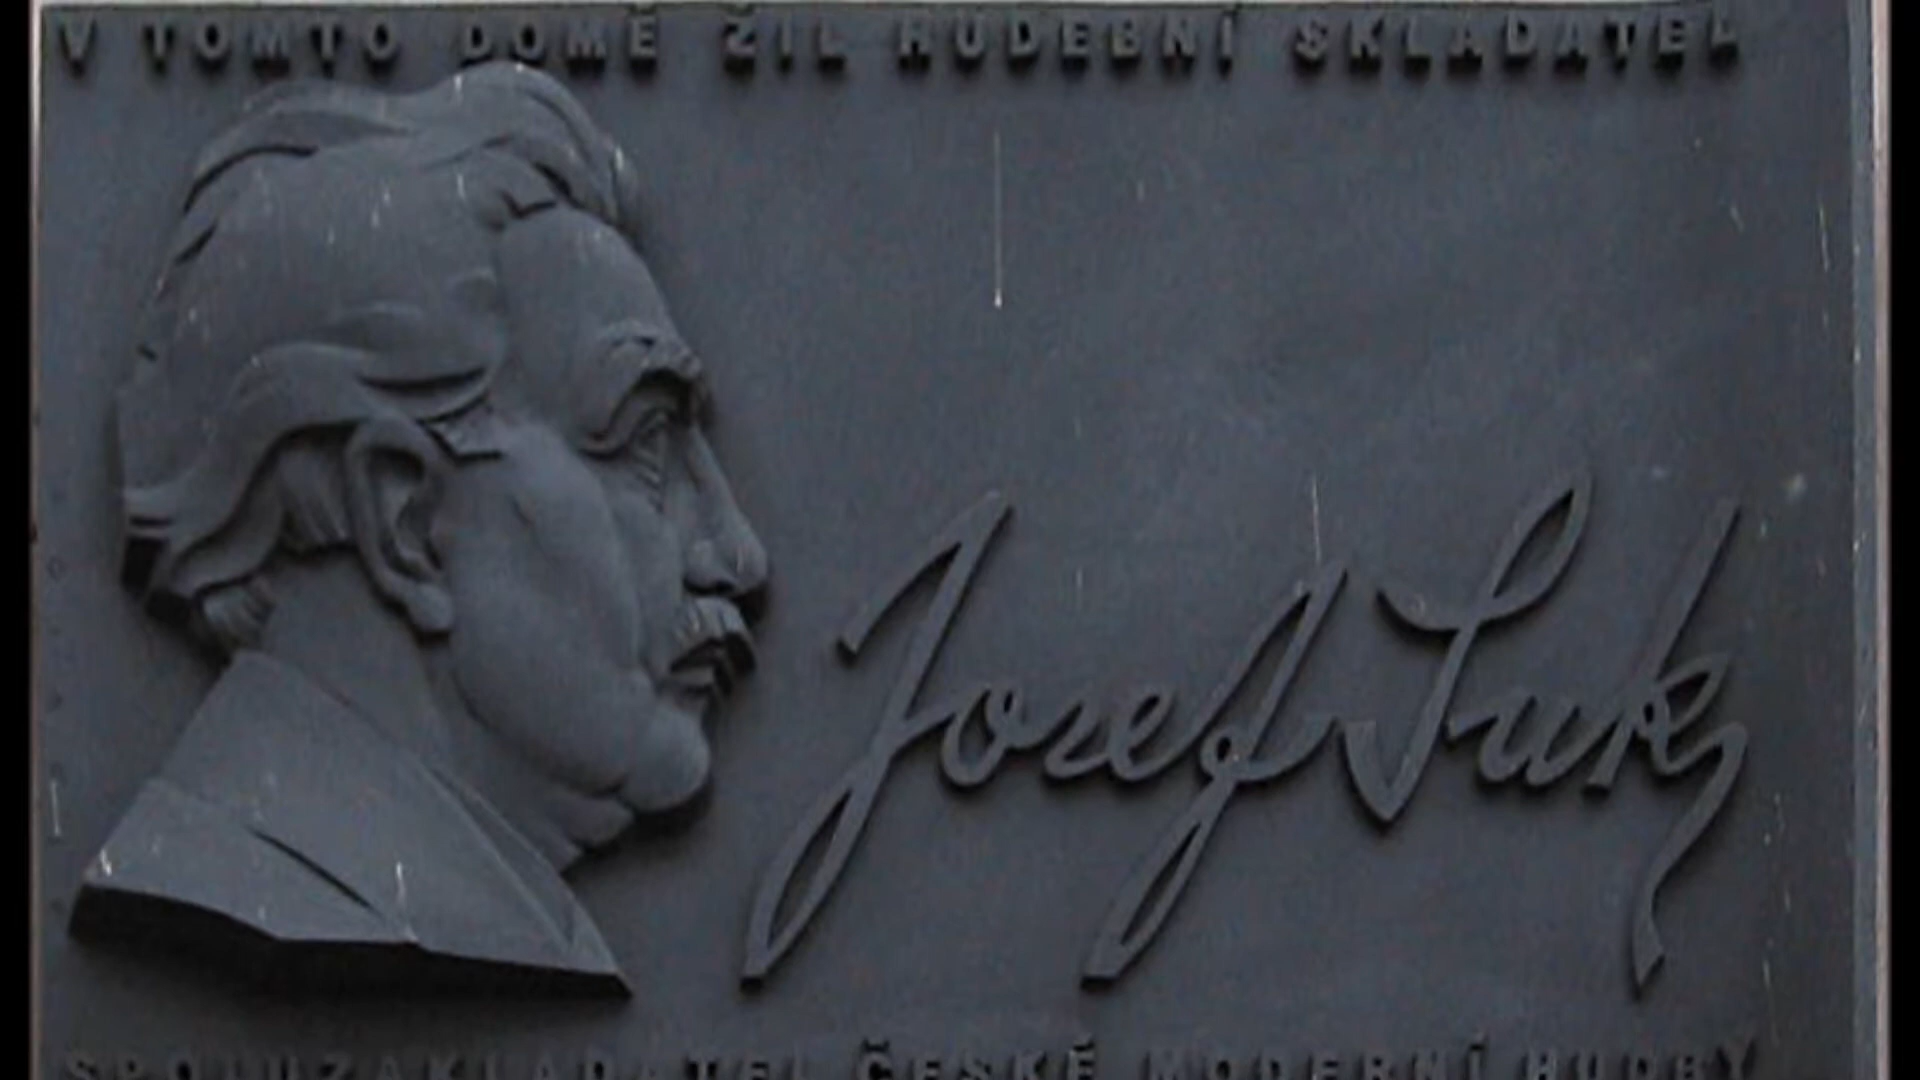 V TOMTO DOMĚ ŽIL HUDEBNÍ SKLADATEL
Josef Suk
SPOLUZAKLADATEL ČESKÉ MODERNÍ HUDBY